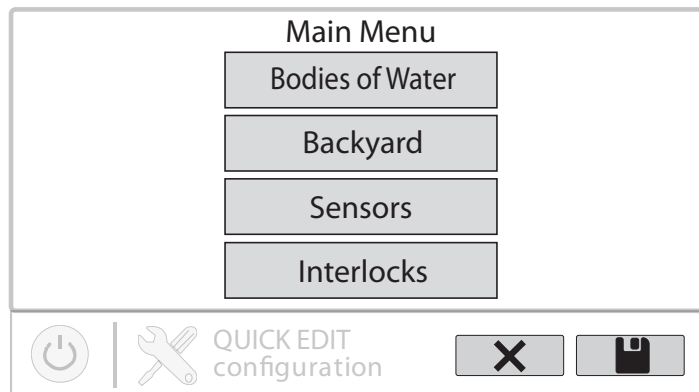 Main Menu
Bodies of Water
Backyard
Sensors
Interlocks
QUICK EDIT
configuration